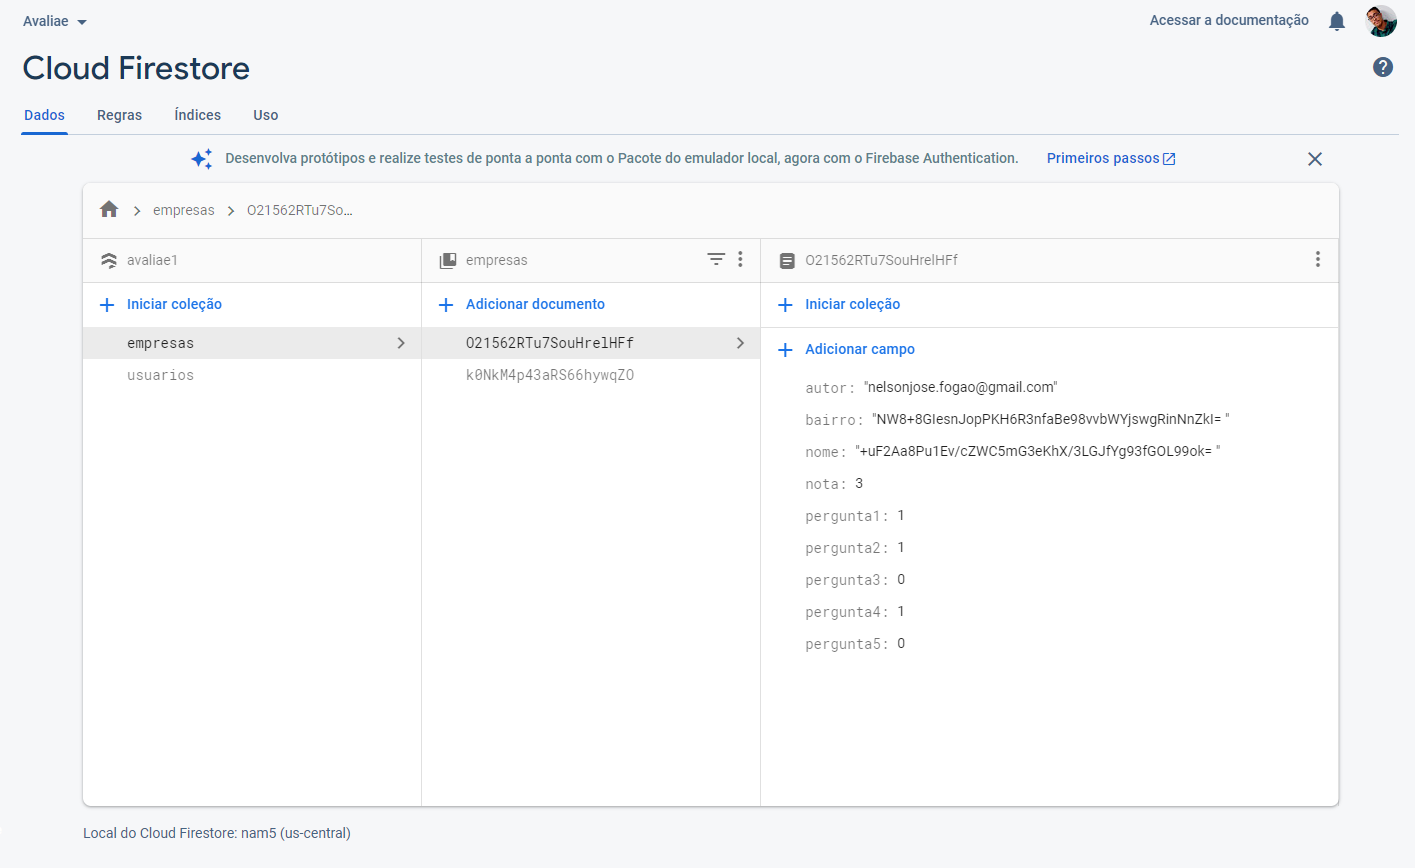 Avaliae
Acessar a documentação
Cloud Firestore
Dados Regras Índices Uso
Desenvolva protótipos e realize testes de ponta a ponta com o Pacote do emulador local, agora com o Firebase Authentication. Primeiros passos
empresas O21562RTu7So...
avaliae1
Iniciar coleção
empresas
usuarios
empresas
Adicionar documento
O21562RTu7SouHrelHFf
k0NkM4p43aRS66hywqZO
O21562RTu7SouHrelHFf
Iniciar coleção
Adicionar campo
autor: "nelsonjose.fogao@gmail.com"
bairro: "NW8+8GIesnJopPKH6R3nfaBe98vvbWYjswgRinNnZkI= "
nome: "+uF2Aa8Pu1Ev/cZWC5mG3eKhX/3LGJfYg93fGOL99ok= "
nota: 3
pergunta1: 1
pergunta2: 1
pergunta3: 0
pergunta4: 1
pergunta5: 0
Local do Cloud Firestore: nam5 (us-central)